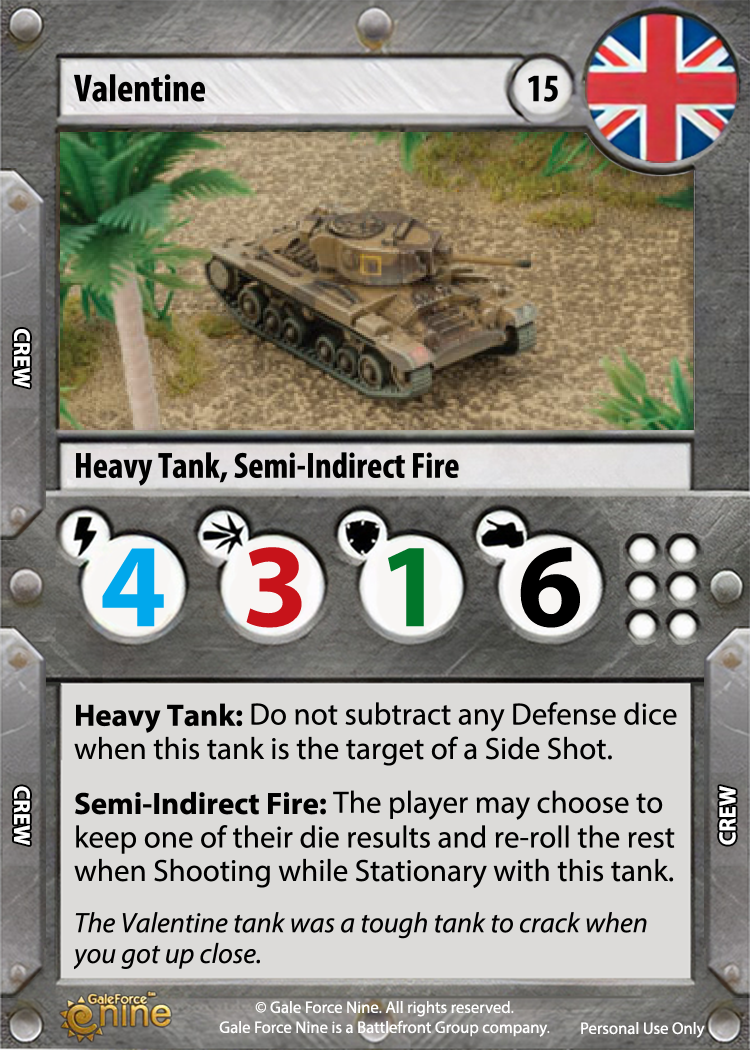 Valentine
15
CREW
Heavy Tank, Semi-Indirect Fire
4 3 1 6
Heavy Tank: Do not subtract any Defense dice
when this tank is the target of a Side Shot.
Semi-Indirect Fire: The player may choose to
keep one of their die results and re-roll the rest
when Shooting while Stationary with this tank.
The Valentine tank was a tough tank to crack when
you got up close.
CREW
CREW
GaleForce™
nine
© Gale Force Nine. All rights reserved.
Gale Force Nine is a Battlefront Group company.
Personal Use Only